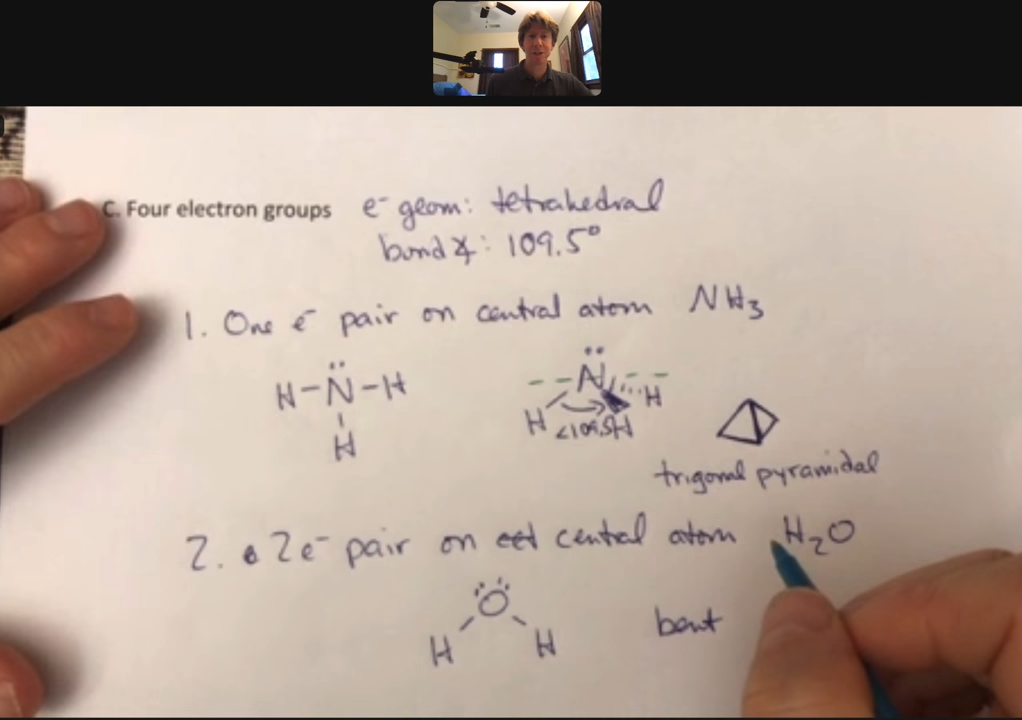 C. Four electron groups e⁻ geom: tetrahedral
bond ∡: 109.5°
1. One e⁻ pair on central atom NH₃
H-N̈-H
H
N̈
H H
<109.5 H
trigonal pyramidal
2. 2e⁻ pair on central atom H₂O
O
H H
bent